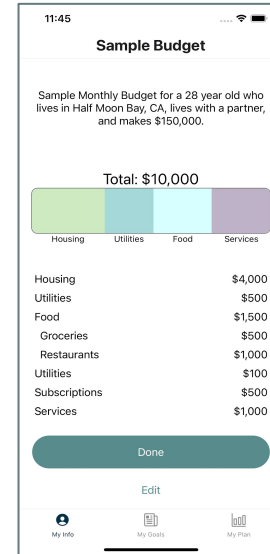 11:45
Sample Budget
Sample Monthly Budget for a 28 year old who
lives in Half Moon Bay, CA, lives with a partner,
and makes $150,000.
Total: $10,000
Housing Utilities Food Services
Housing $4,000
Utilities $500
Food $1,500
Groceries $500
Restaurants $1,000
Utilities $100
Subscriptions $500
Services $1,000
Done
Edit
My Info My Goals My Plan